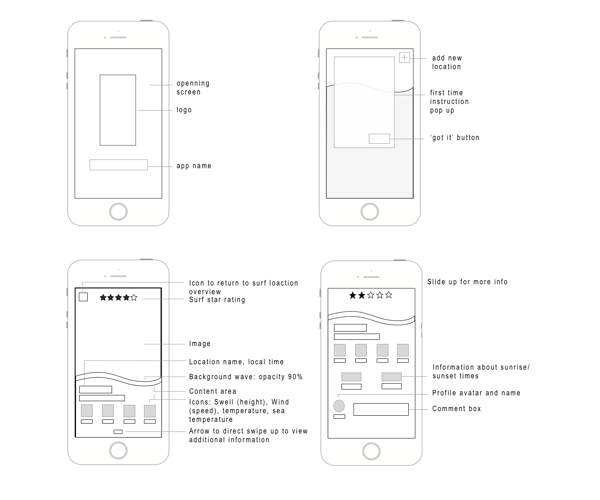 openning
screen
logo
app name
add new
location
first time
instruction
pop up
'got it' button
Icon to return to surf loaction
overview
Surf star rating
Image
Location name, local time
Background wave: opacity 90%
Content area
Icons: Swell (height), Wind
(speed), temperature, sea
temperature
Arrow to direct swipe up to view
additional information
Slide up for more info
Information about sunrise/
sunset times
Profile avatar and name
Comment box